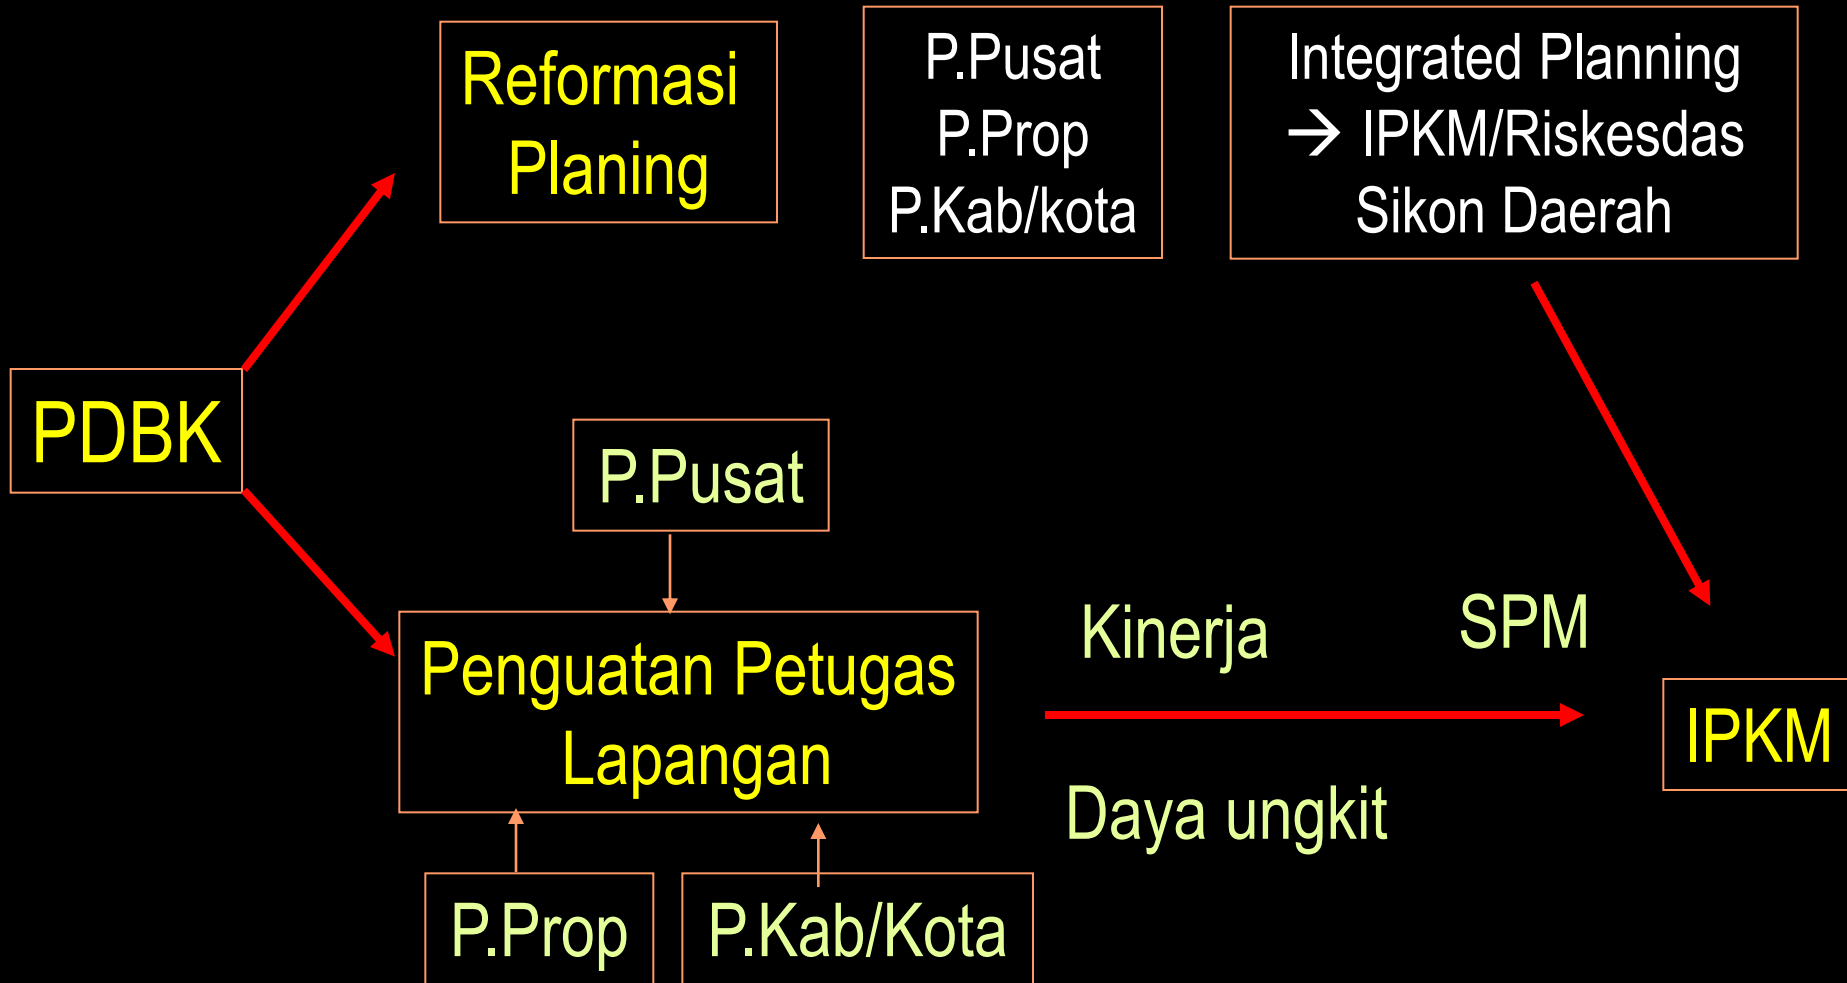 Reformasi
Planing
P.Pusat
P.Prop
P.Kab/kota
Integrated Planning
→ IPKM/Riskesdas
Sikon Daerah
PDBK
P.Pusat
Penguatan Petugas
Lapangan
Kinerja
SPM
Daya ungkit
IPKM
P.Prop
P.Kab/Kota